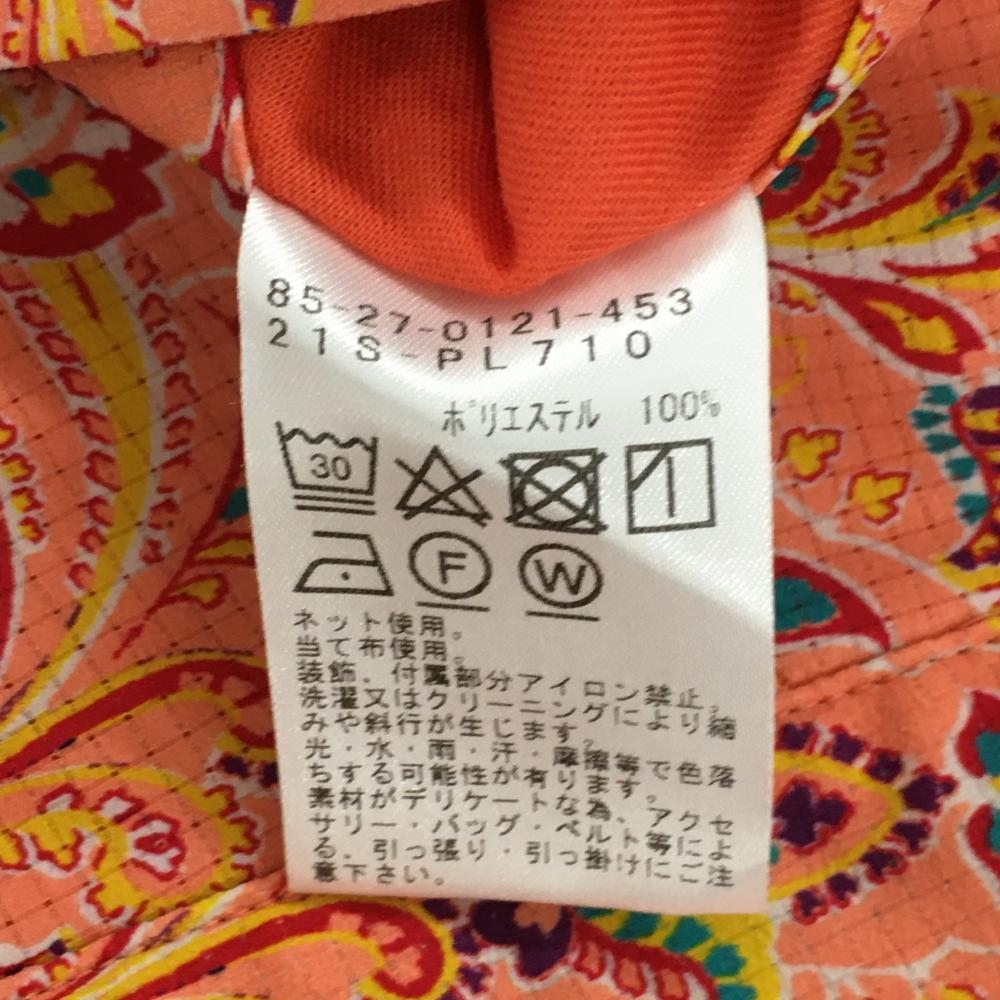 85-27-0121-453
21S-PL710
ポリエステル 100%
30
F W
ネット使用。
当て布使用。
装飾、付属部分アイロン禁止。
洗濯又はクリーニングにより縮
みや斜行が生じます。
光・水・雨・汗・摩擦等で色落
ちする可能性が有ります。
素材がデリケートな為、アクセ
サリー・バッグ・ベルト等によ
る、引っ張り・引っ掛けにご注
意下さい。